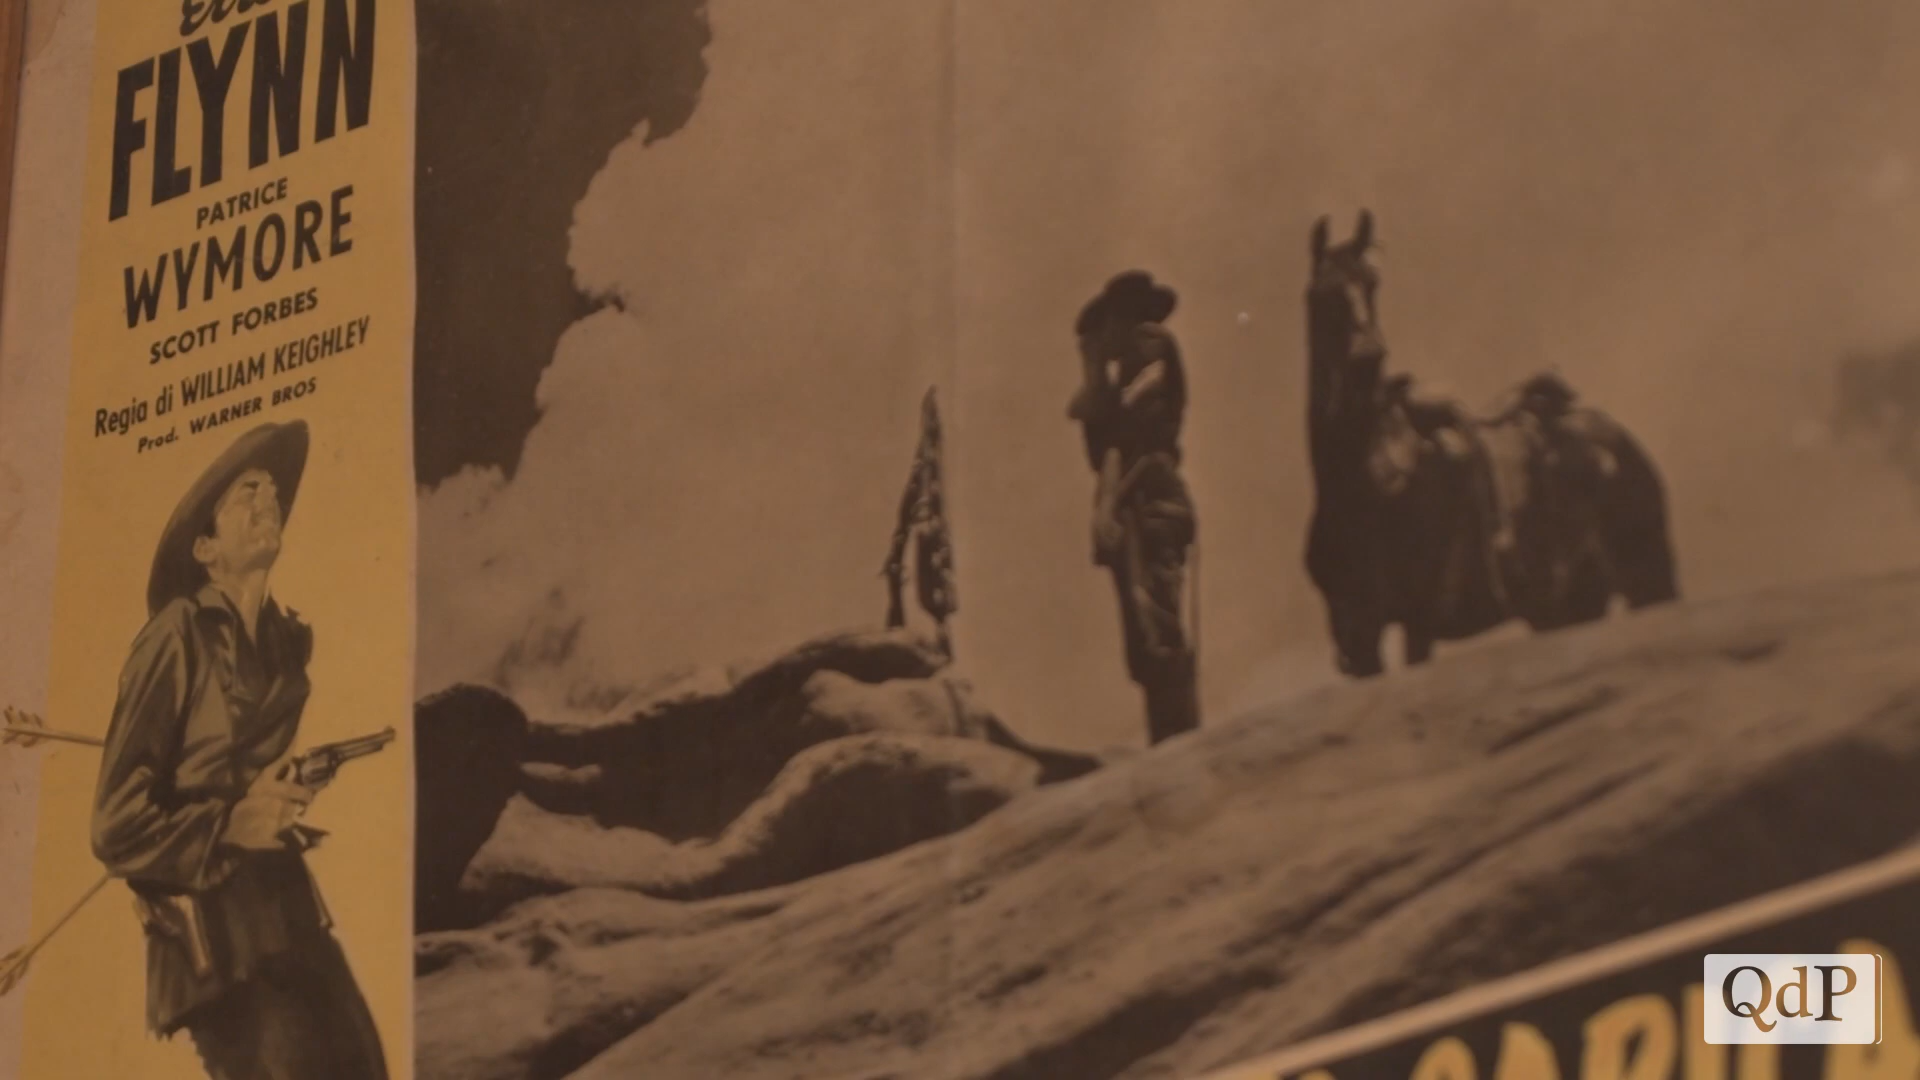 FLYNN
PATRICE
WYMORE
SCOTT FORBES
Regia di WILLIAM KEIGHLEY
Prod. WARNER BROS
QdP